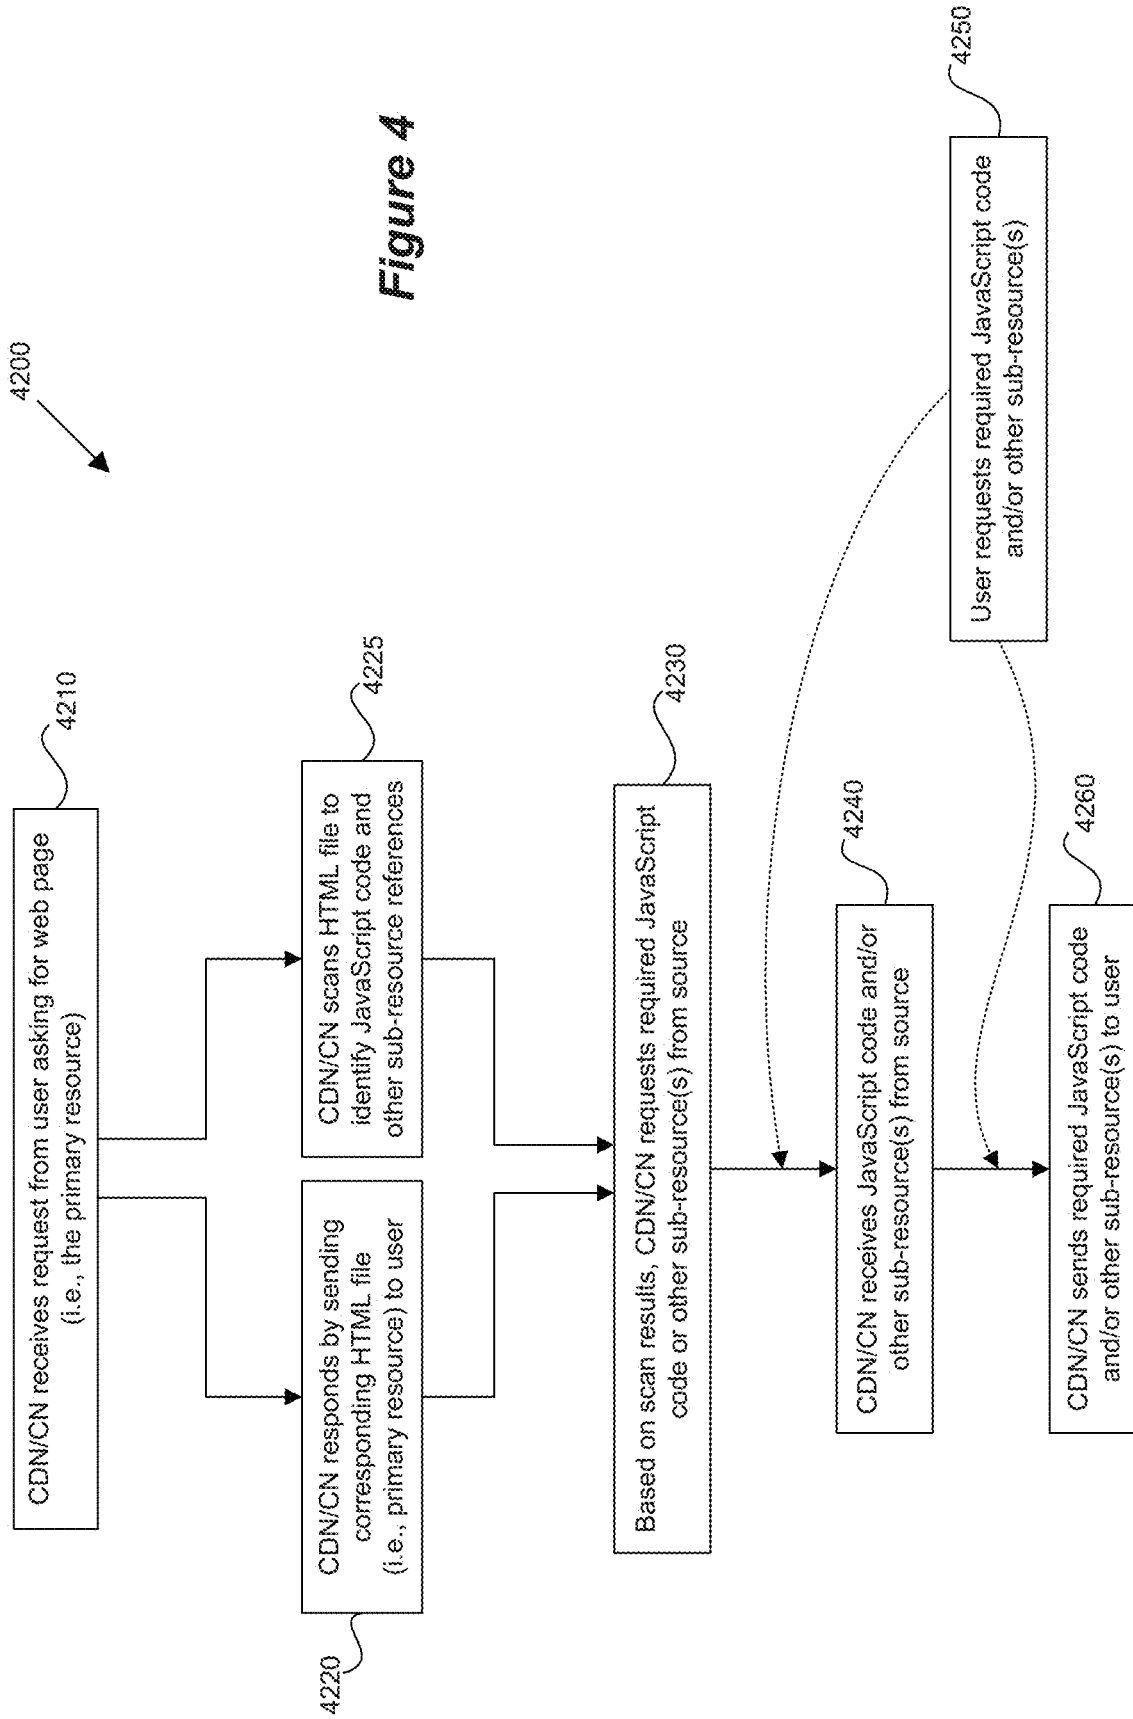 4200
CDN/CN receives request from user asking for web page
(i.e., the primary resource)
4210
CDN/CN responds by sending
corresponding HTML file
(i.e., primary resource) to user
4220
CDN/CN scans HTML file to
identify JavaScript code and
other sub-resource references
4225
Based on scan results, CDN/CN requests required JavaScript
code or other sub-resource(s) from source
4230
CDN/CN receives JavaScript code and/or
other sub-resource(s) from source
4240
User requests required JavaScript code
and/or other sub-resource(s)
4250
CDN/CN sends required JavaScript code
and/or other sub-resource(s) to user
4260
Figure 4